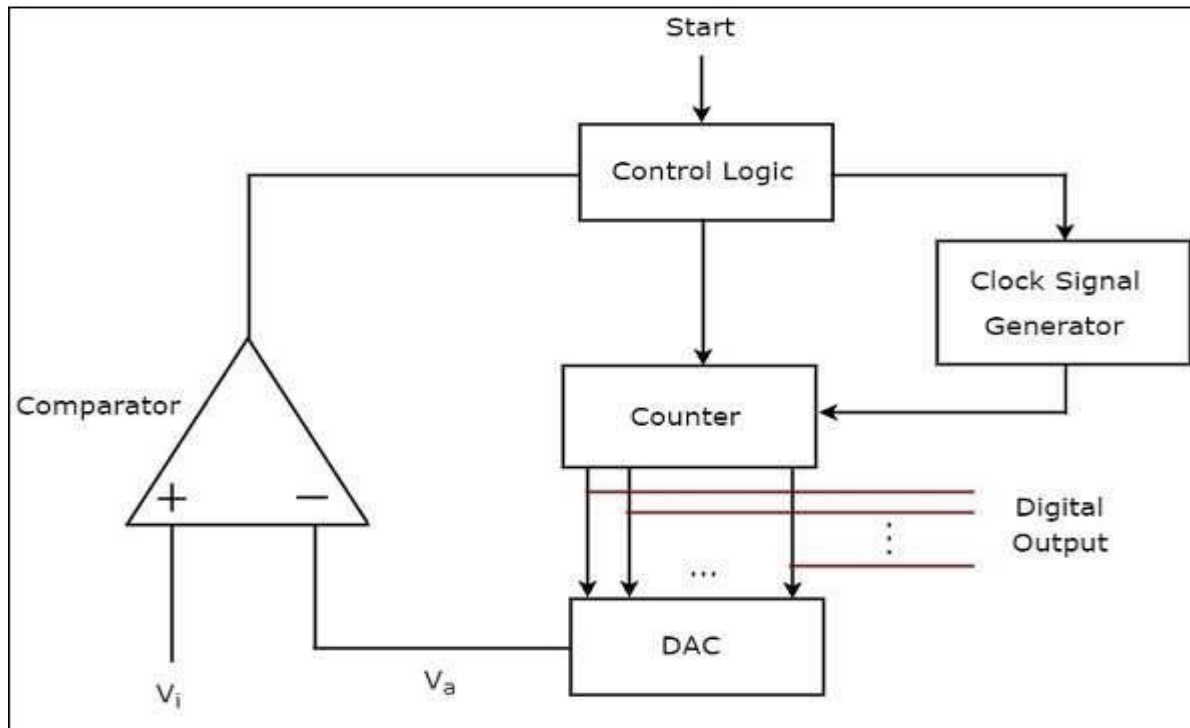 Start
Control Logic
Clock Signal
Generator
Comparator
Counter
+ −
Digital
Output
...
DAC
Vi
Va